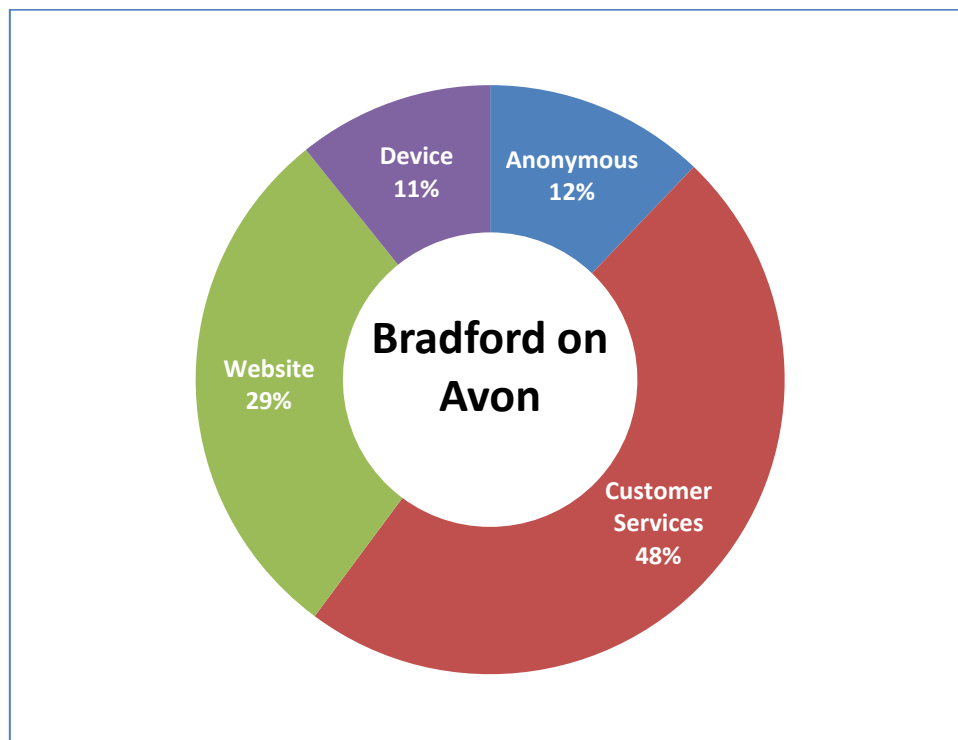 Device
11%
Anonymous
12%
Bradford on
Avon
Website
29%
Customer
Services
48%